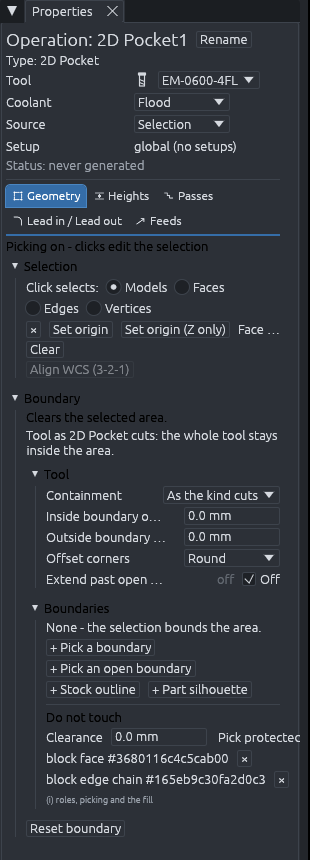 Properties
Operation: 2D Pocket1 Rename
Type: 2D Pocket
Tool EM-0600-4FL
Coolant Flood
Source Selection
Setup global (no setups)
Status: never generated
Geometry Heights Passes
Lead in / Lead out Feeds
Picking on - clicks edit the selection
Selection
Click selects: Models Faces
Edges Vertices
× Set origin Set origin (Z only) Face ...
Clear
Align WCS (3-2-1)
Boundary
Clears the selected area.
Tool as 2D Pocket cuts: the whole tool stays
inside the area.
Tool
Containment As the kind cuts
Inside boundary o... 0.0 mm
Outside boundary ... 0.0 mm
Offset corners Round
Extend past open ... off Off
Boundaries
None - the selection bounds the area.
+ Pick a boundary
+ Pick an open boundary
+ Stock outline + Part silhouette
Do not touch
Clearance 0.0 mm Pick protected
block face #3680116c4c5cab00 ×
block edge chain #165eb9c30fa2d0c3 ×
(i) roles, picking and the fill
Reset boundary